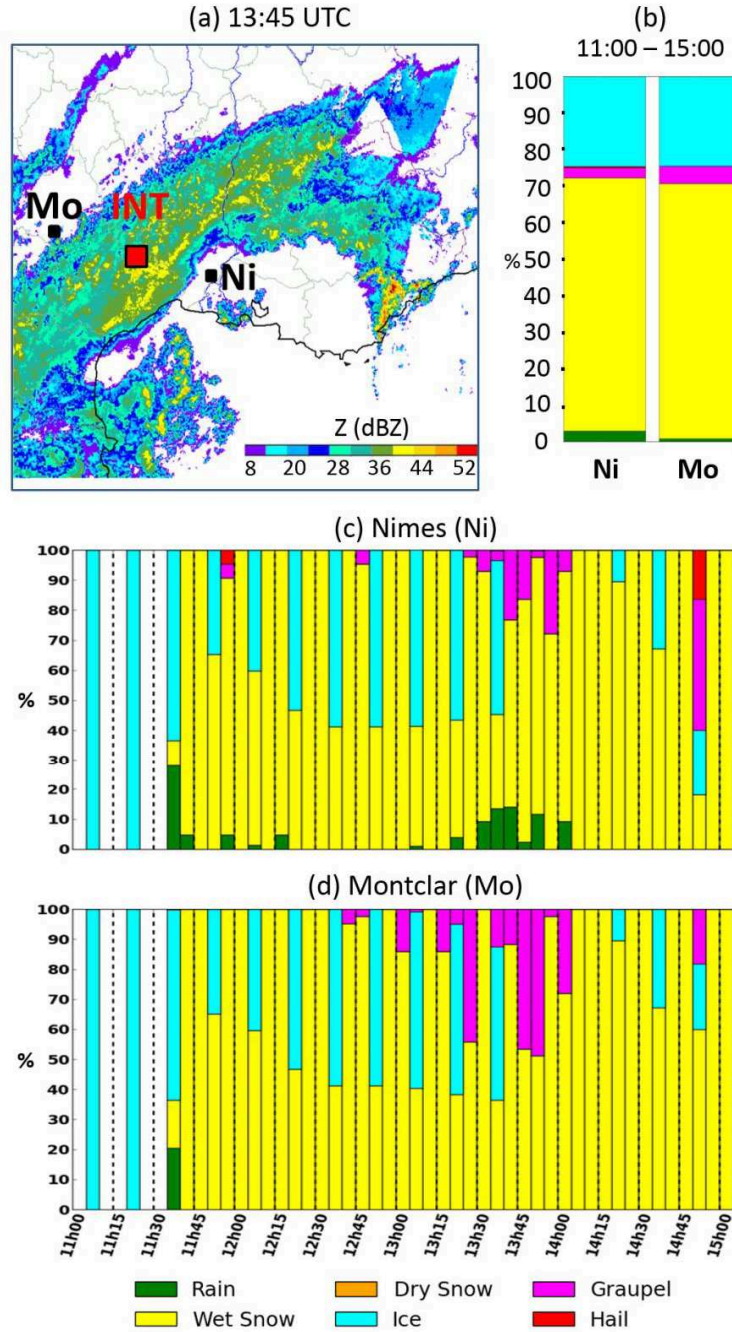 (a) 13:45 UTC
Mo
INT
Ni
Z (dBZ)
8 20 28 36 44 52
(b)
11:00 – 15:00
100
90
80
70
60
50
%
40
30
20
10
0
Ni Mo
(c) Nimes (Ni)
100
90
80
70
60
50
%
40
30
20
10
0
(d) Montclar (Mo)
100
90
80
70
60
50
%
40
30
20
10
0
11h00 11h15 11h30 11h45 12h00 12h15 12h30 12h45 13h00 13h15 13h30 13h45 14h00 14h15 14h30 14h45 15h00
Rain Dry Snow Graupel
Wet Snow Ice Hail